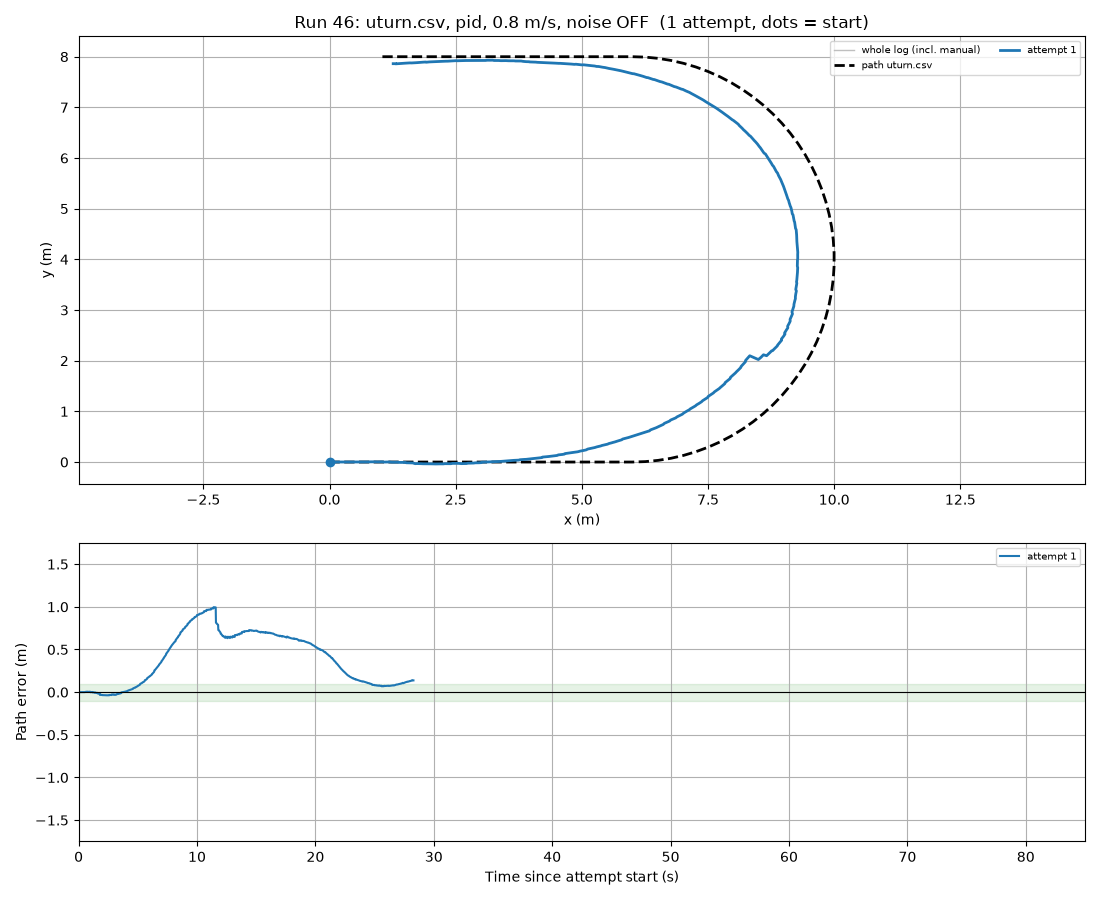 Run 46: uturn.csv, pid, 0.8 m/s, noise OFF  (1 attempt, dots = start)
whole log (incl. manual)
path uturn.csv
attempt 1
y (m)
8
7
6
5
4
3
2
1
0
−2.5 0.0 2.5 5.0 7.5 10.0 12.5
x (m)
attempt 1
Path error (m)
1.5
1.0
0.5
0.0
−0.5
−1.0
−1.5
0 10 20 30 40 50 60 70 80
Time since attempt start (s)